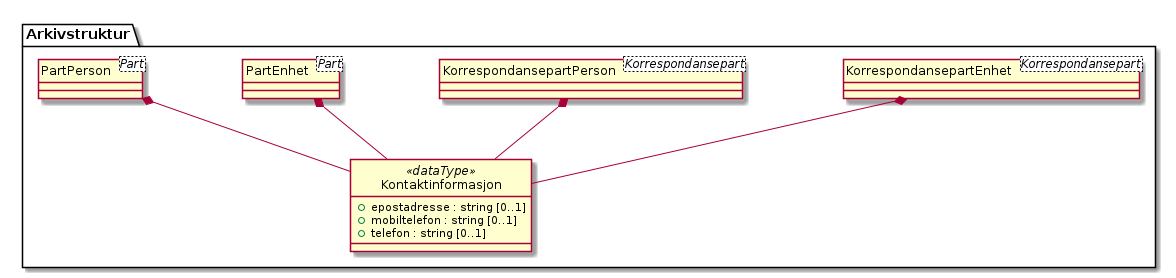 Arkivstruktur
PartPerson Part
PartEnhet Part
KorrespondansepartPerson Korrespondansepart
KorrespondansepartEnhet Korrespondansepart
«dataType»
Kontaktinformasjon
epostadresse : string [0..1]
mobiltelefon : string [0..1]
telefon : string [0..1]